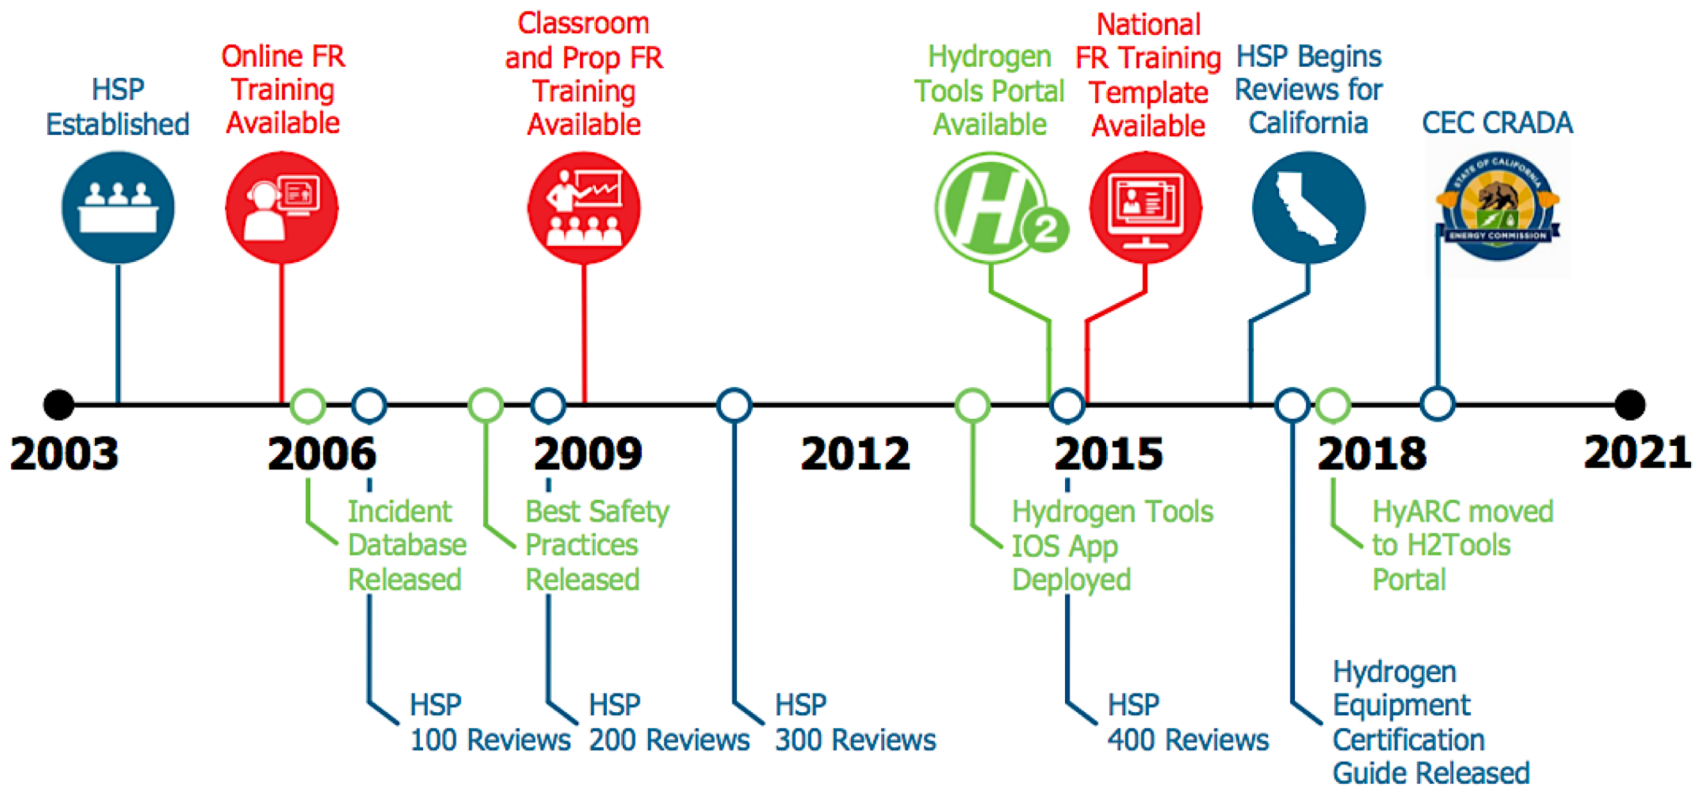 HSP
Established
Online FR
Training
Available
Classroom
and Prop FR
Training
Available
Hydrogen
Tools Portal
Available
National
FR Training
Template
Available
HSP Begins
Reviews for
California
CEC CRADA
H2
STATE OF CALIFORNIA
ENERGY COMMISSION
2003
2006
2009
2012
2015
2018
2021
Incident
Database
Released
Best Safety
Practices
Released
Hydrogen Tools
IOS App
Deployed
HyARC moved
to H2Tools
Portal
HSP
100 Reviews
HSP
200 Reviews
HSP
300 Reviews
HSP
400 Reviews
Hydrogen
Equipment
Certification
Guide Released